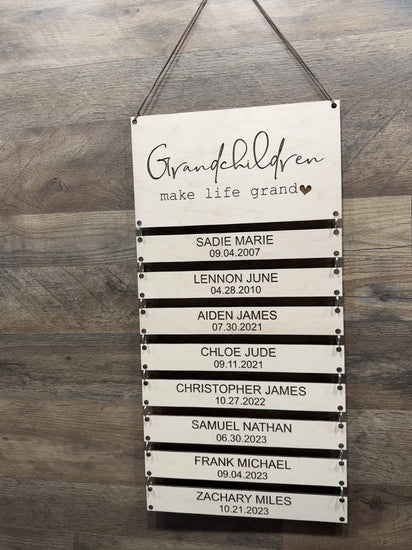 Grandchildren
make life grand
SADIE MARIE
09.04.2007
LENNON JUNE
04.28.2010
AIDEN JAMES
07.30.2021
CHLOE JUDE
09.11.2021
CHRISTOPHER JAMES
10.27.2022
SAMUEL NATHAN
06.30.2023
FRANK MICHAEL
09.04.2023
ZACHARY MILES
10.21.2023